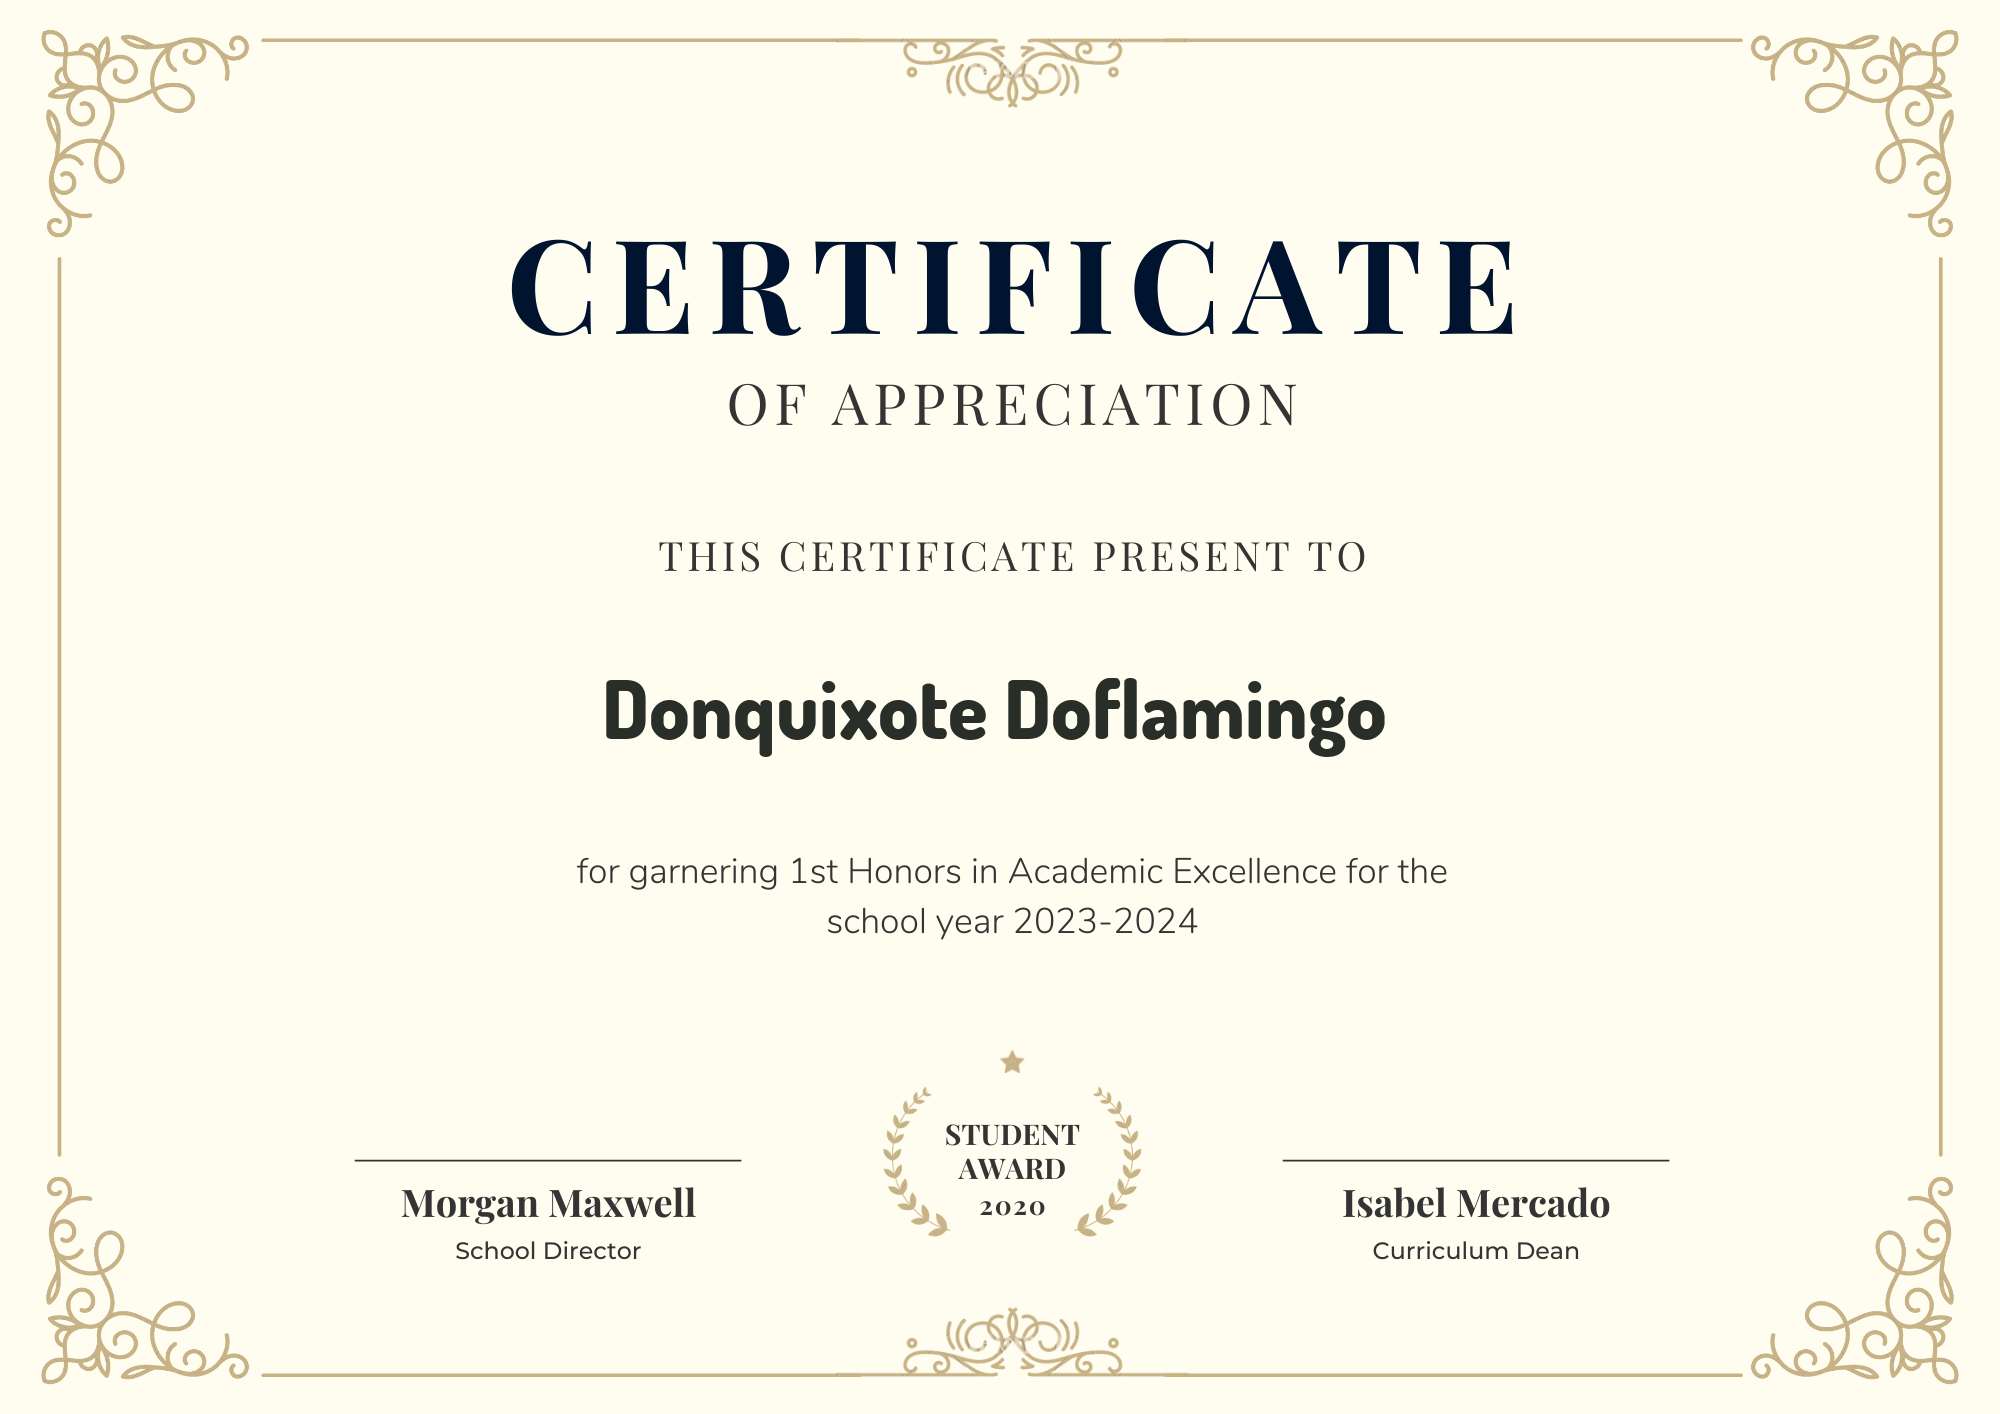 CERTIFICATE
OF APPRECIATION
THIS CERTIFICATE PRESENT TO
Donquixote Doflamingo
for garnering 1st Honors in Academic Excellence for the
school year 2023-2024
STUDENT
AWARD
2020
Morgan Maxwell
School Director
Isabel Mercado
Curriculum Dean